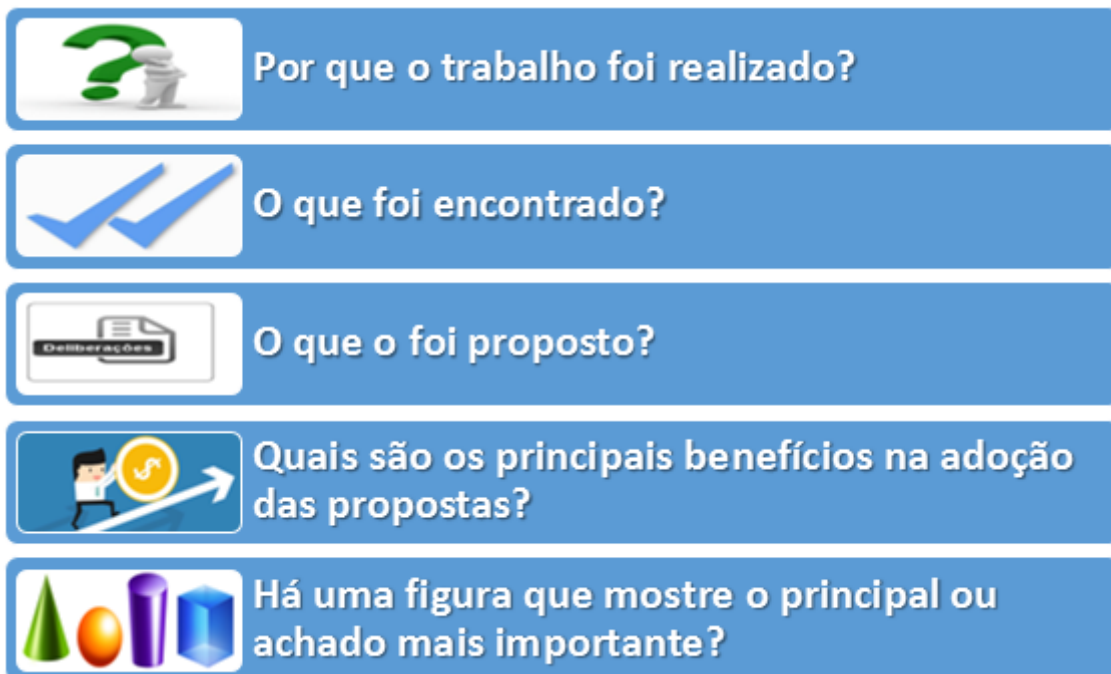 Por que o trabalho foi realizado?
O que foi encontrado?
Deliberações
O que o foi proposto?
Quais são os principais benefícios na adoção
das propostas?
Há uma figura que mostre o principal ou
achado mais importante?